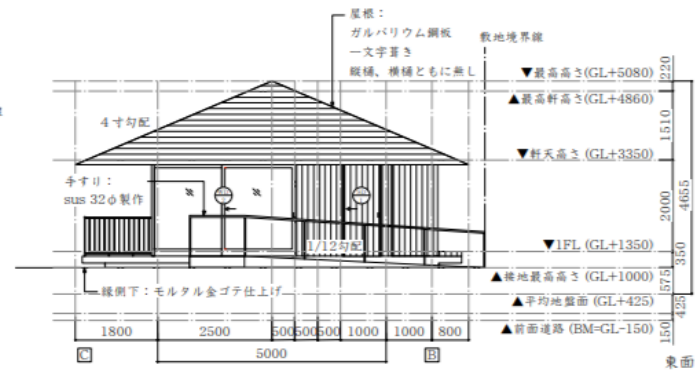 屋根：
ガルバリウム鋼板
一文字葺き
縦樋、横樋ともに無し
敷地境界線
▼最高高さ(GL+5080)
▲最高軒高さ(GL+4860)
4寸勾配
▼軒天高さ(GL+3350)
手すり：
sus 32φ製作
1/12勾配
▼1FL (GL+1350)
▲接地最高高さ (GL+1000)
縁側下：モルタル金ゴテ仕上げ
▲平均地盤面 (GL+425)
▲前面道路 (BM=GL-150)
220
1510
2000
350
575
425
150
4655
1800
2500
500
500
500
1000
1000
800
5000
C
B
東面